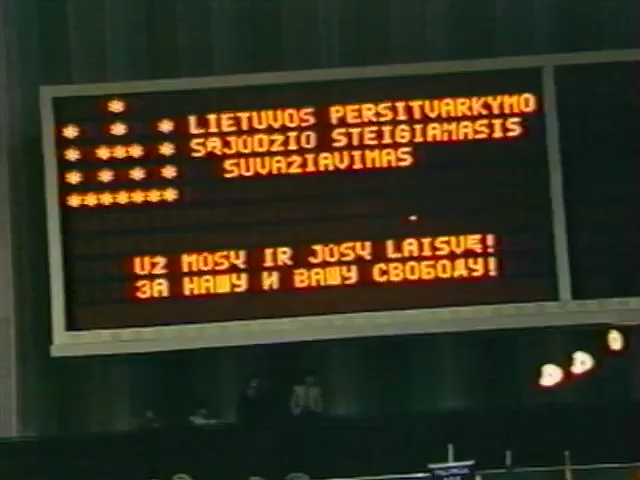 LIETUVOS PERSITVARKYMO
SĄJŪDŽIO STEIGIAMASIS
SUVAŽIAVIMAS
UŽ MŪSŲ IR JŪSŲ LAISVĘ!
ЗА НАШУ И ВАШУ СВОБОДУ!